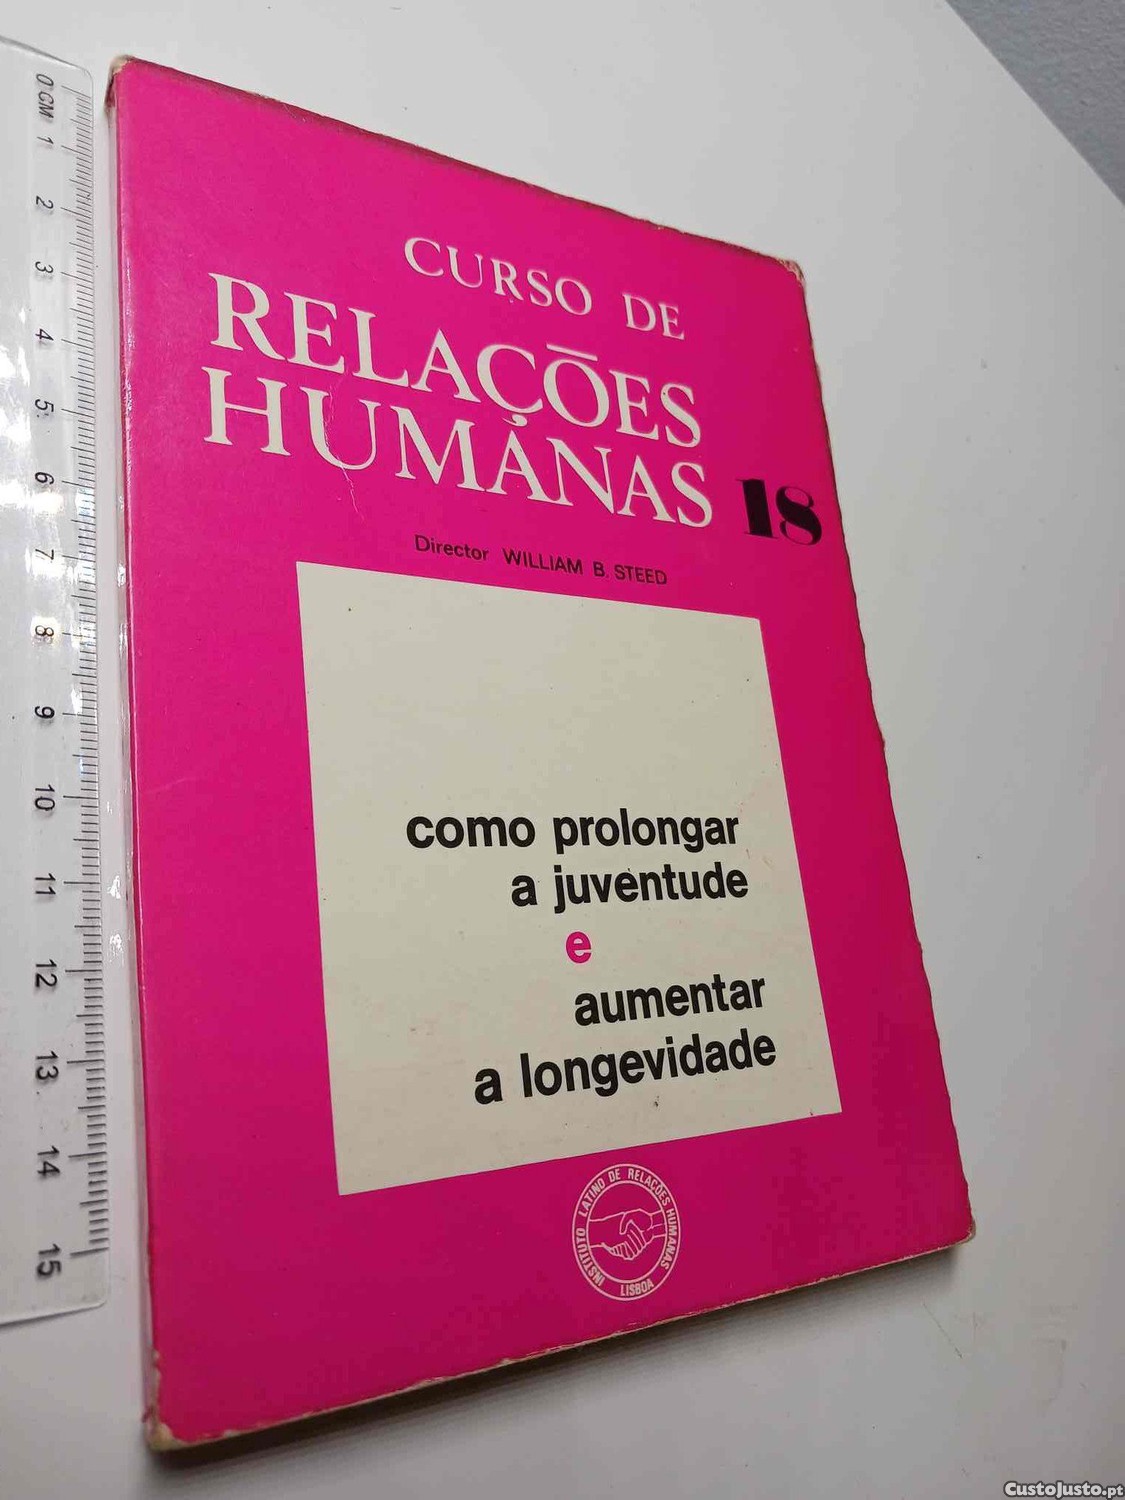 CURSO DE
RELAÇÕES
HUMANAS 18
Director WILLIAM B. STEED
como prolongar
a juventude
e
aumentar
a longevidade
INSTITUTO LATINO DE RELAÇÕES HUMANAS
LISBOA
0 CM 1 2 3 4 5 6 7 8 9 10 11 12 13 14 15
CustoJusto.pt